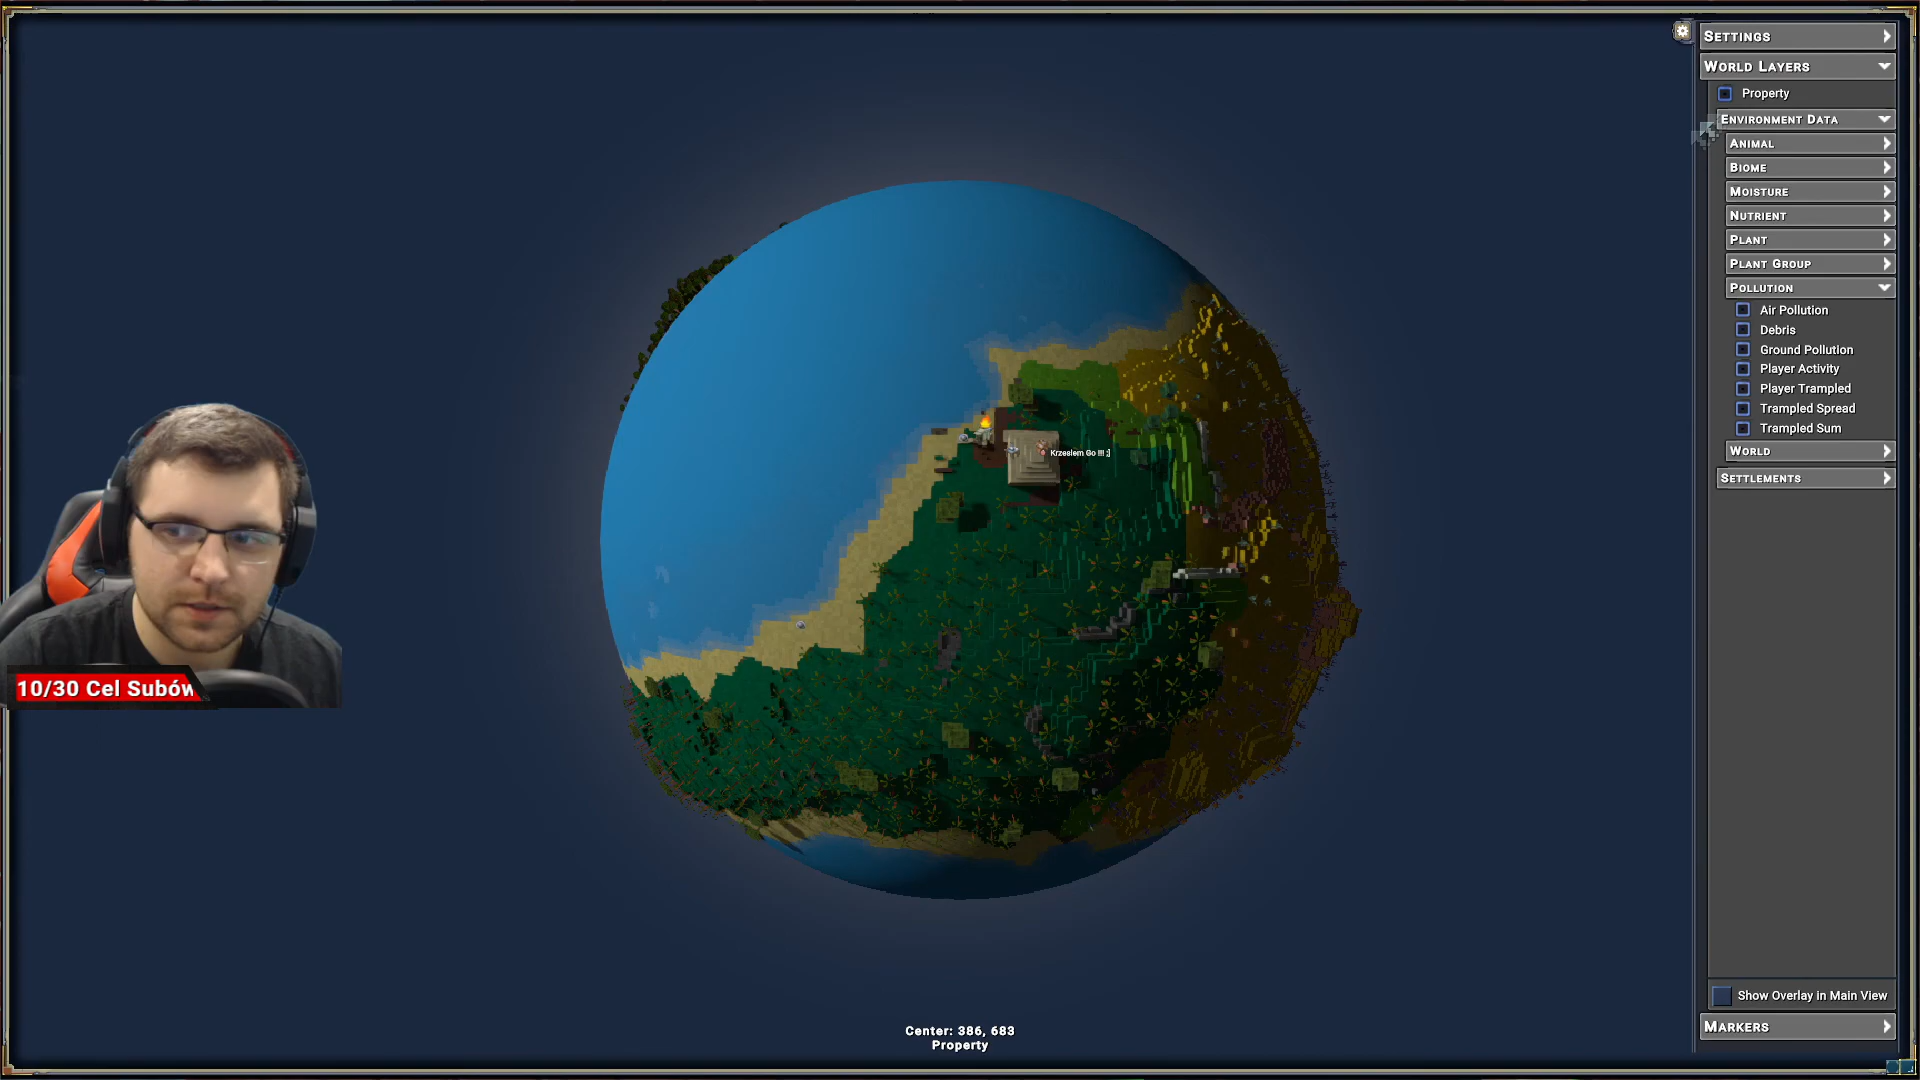 SETTINGS
WORLD LAYERS
Property
ENVIRONMENT DATA
ANIMAL
BIOME
MOISTURE
NUTRIENT
PLANT
PLANT GROUP
POLLUTION
Air Pollution
Debris
Ground Pollution
Player Activity
Player Trampled
Trampled Spread
Trampled Sum
WORLD
SETTLEMENTS
Krzeslem Go !!! ;]
10/30 Cel Subów
Show Overlay in Main View
MARKERS
Center: 386, 683
Property